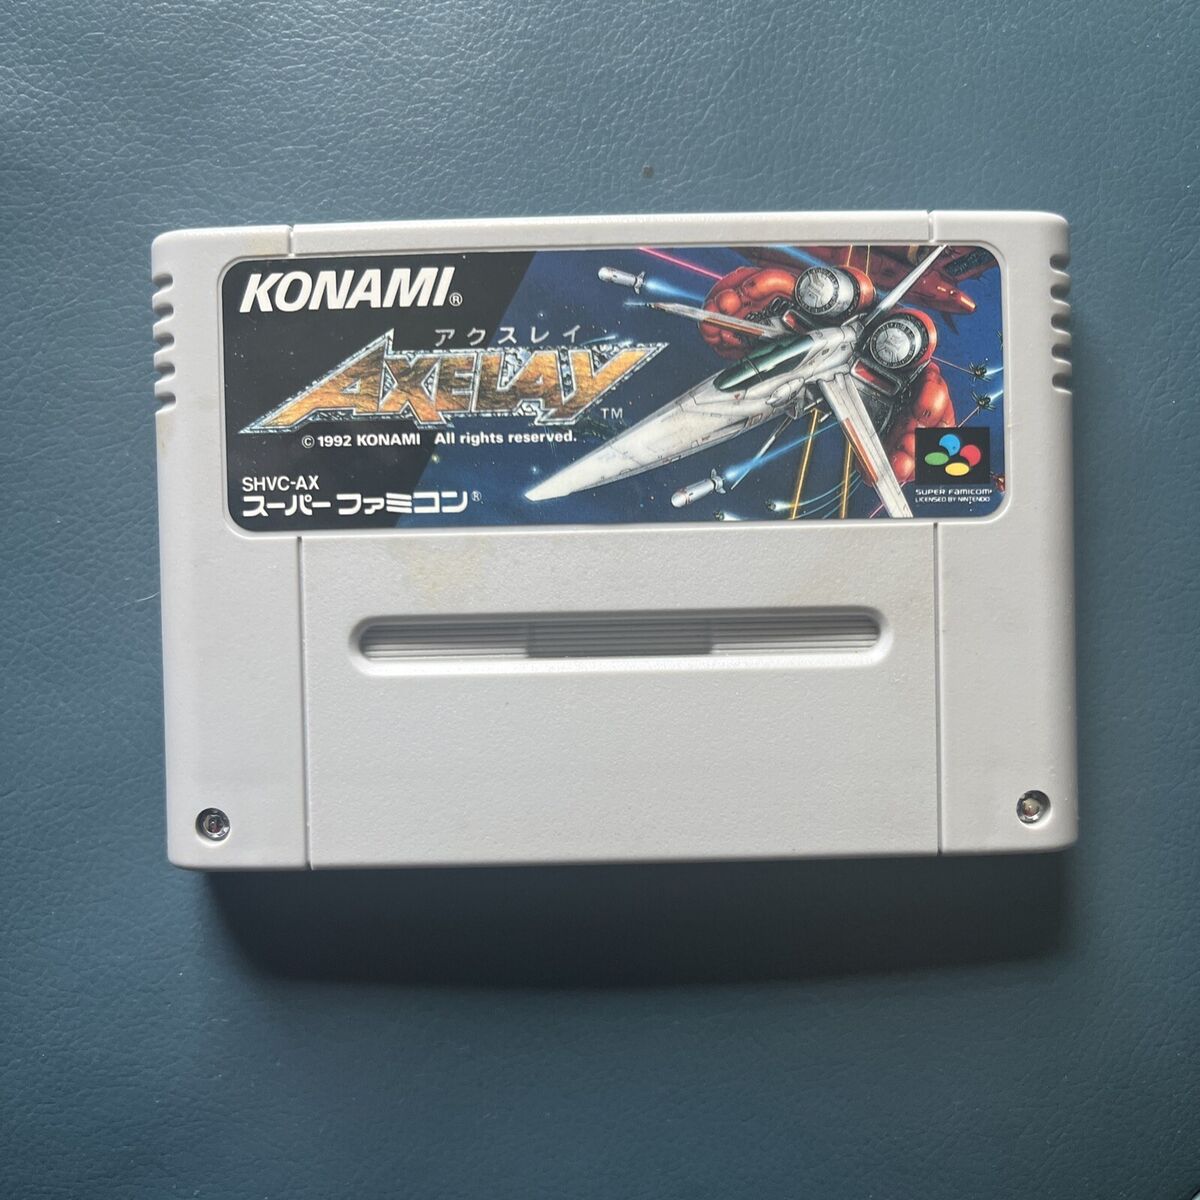 KONAMI®
アクスレイ
AXELAY™
© 1992 KONAMI All rights reserved.
SHVC-AX
スーパーファミコン®
SUPER FAMICOM™
LICENSED BY NINTENDO